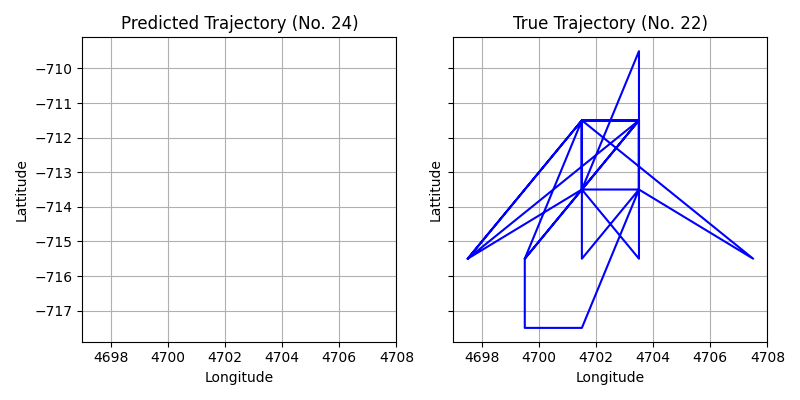 Predicted Trajectory (No. 24)
True Trajectory (No. 22)
−710
−711
−712
−713
−714
−715
−716
−717
Lattitude
Lattitude
4698 4700 4702 4704 4706 4708
4698 4700 4702 4704 4706 4708
Longitude
Longitude